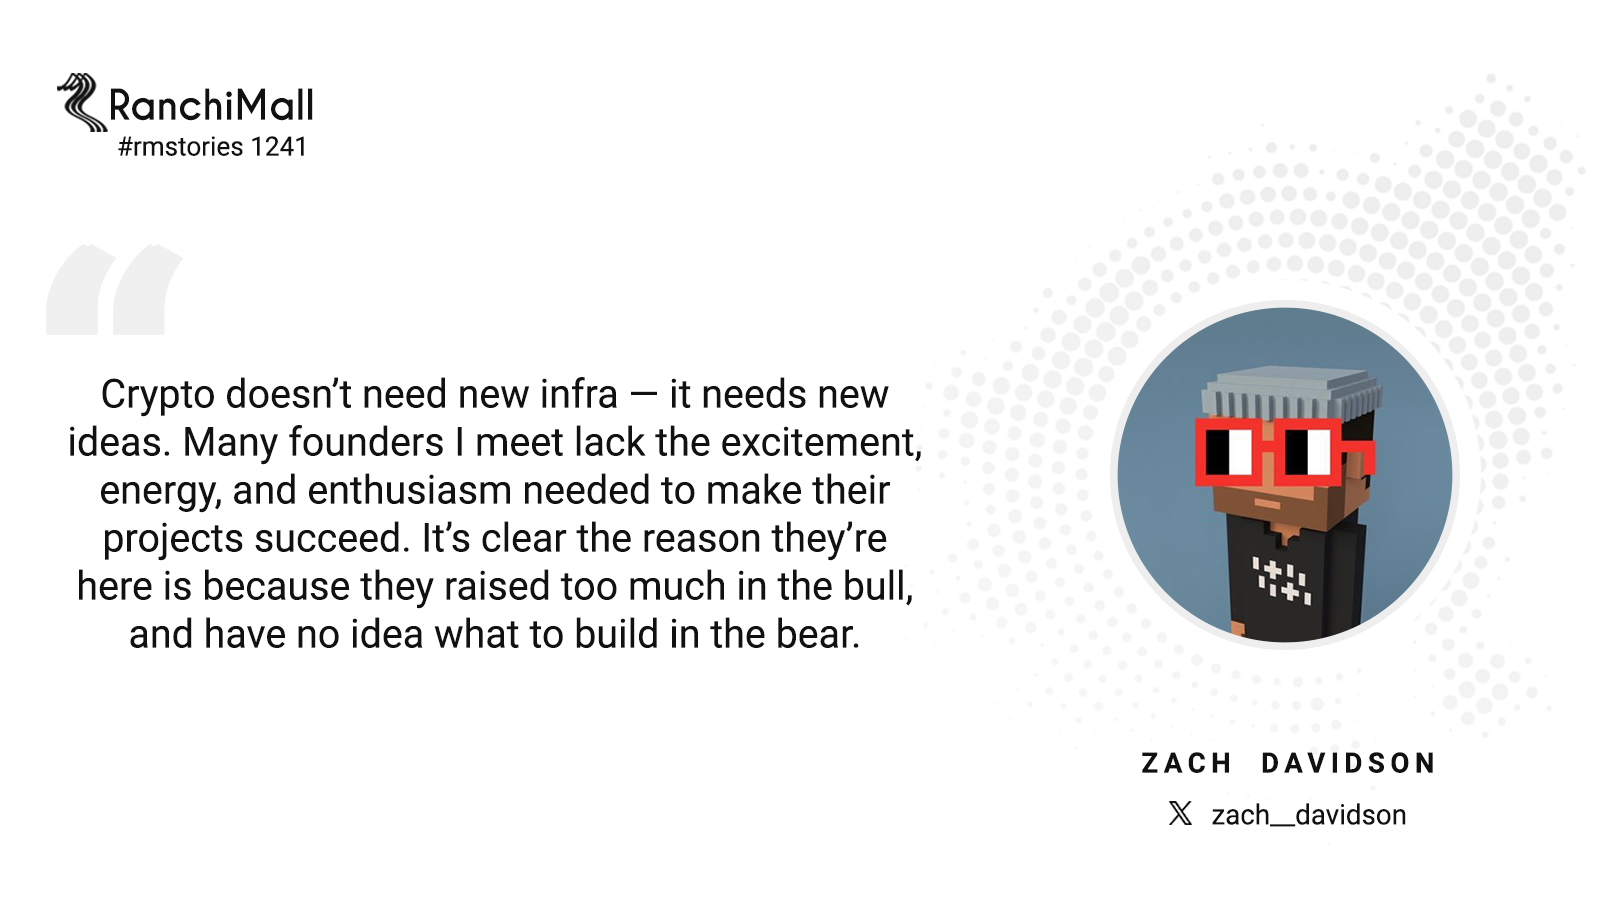 RanchiMall
#rmstories 1241
Crypto doesn’t need new infra — it needs new
ideas. Many founders I meet lack the excitement,
energy, and enthusiasm needed to make their
projects succeed. It’s clear the reason they’re
here is because they raised too much in the bull,
and have no idea what to build in the bear.
ZACH DAVIDSON
𝕏 zach__davidson